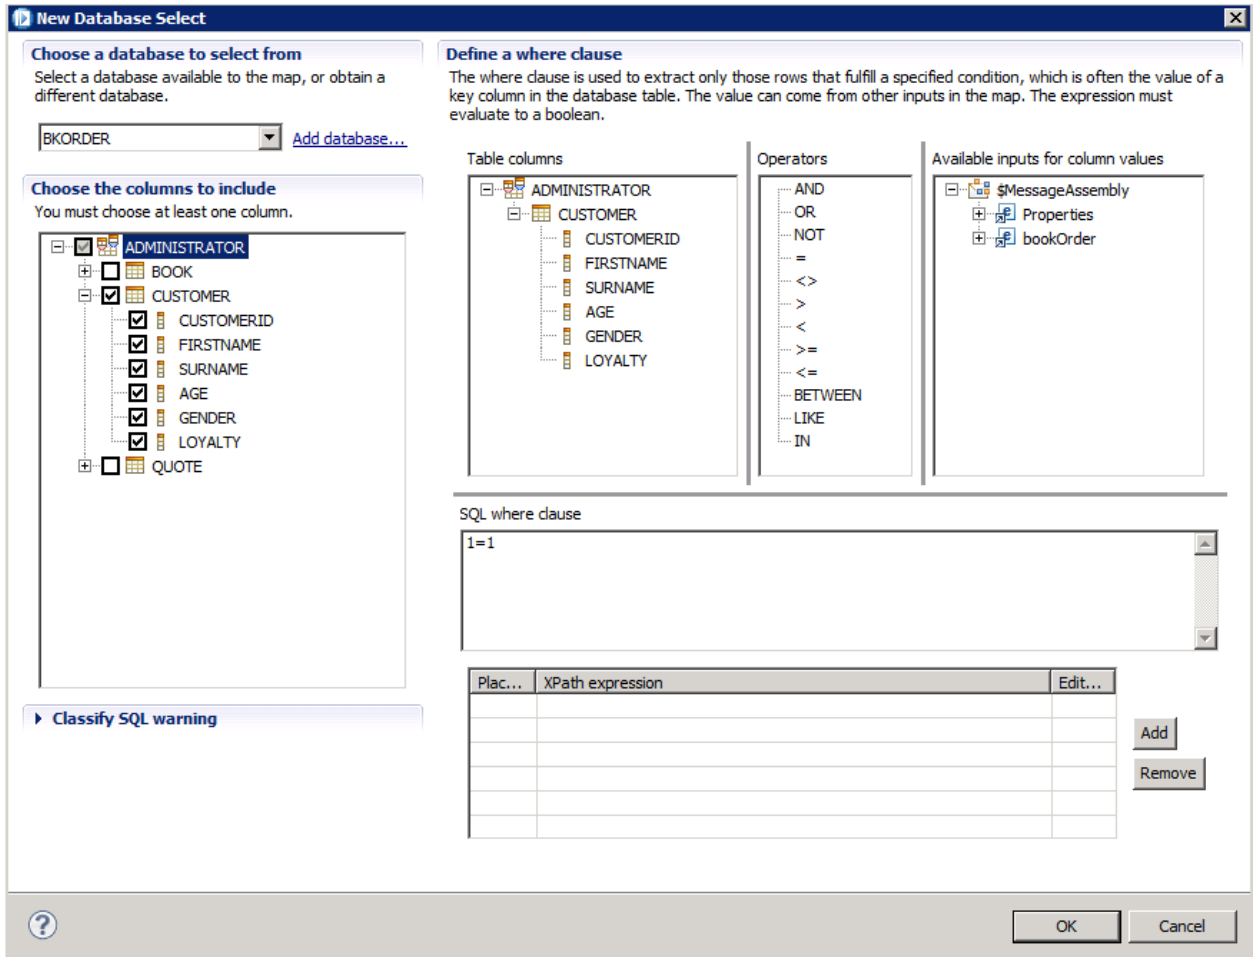 New Database Select
Choose a database to select from
Select a database available to the map, or obtain a
different database.
BKORDER
Add database...
Choose the columns to include
You must choose at least one column.
ADMINISTRATOR
BOOK
CUSTOMER
CUSTOMERID
FIRSTNAME
SURNAME
AGE
GENDER
LOYALTY
QUOTE
Classify SQL warning
Define a where clause
The where clause is used to extract only those rows that fulfill a specified condition, which is often the value of a
key column in the database table. The value can come from other inputs in the map. The expression must
evaluate to a boolean.
Table columns
ADMINISTRATOR
CUSTOMER
CUSTOMERID
FIRSTNAME
SURNAME
AGE
GENDER
LOYALTY
Operators
AND
OR
NOT
=
<>
>
<
>=
<=
BETWEEN
LIKE
IN
Available inputs for column values
$MessageAssembly
Properties
bookOrder
SQL where clause
1=1
Plac... XPath expression Edit...
Add
Remove
OK Cancel